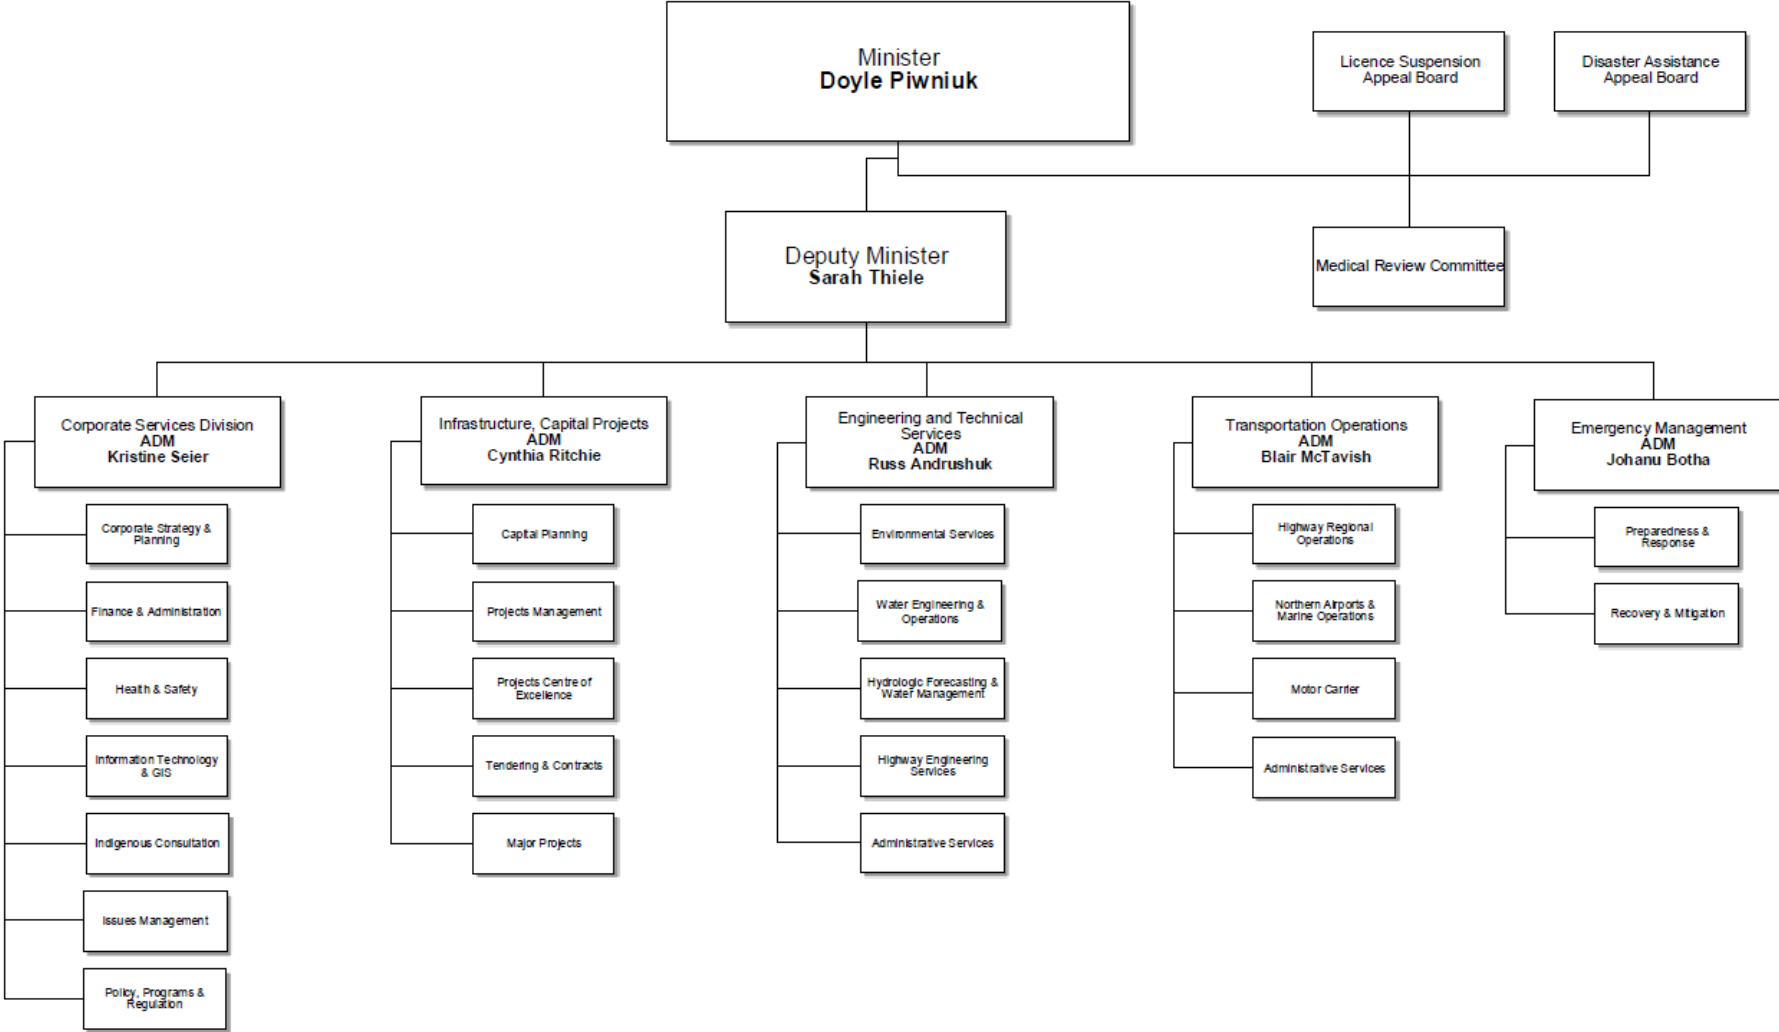 Minister
Doyle Piwniuk
Licence Suspension
Appeal Board
Disaster Assistance
Appeal Board
Deputy Minister
Sarah Thiele
Medical Review Committee
Corporate Services Division
ADM
Kristine Seier
Corporate Strategy &
Planning
Finance & Administration
Health & Safety
Information Technology
& GIS
Indigenous Consultation
Issues Management
Policy, Programs &
Regulation
Infrastructure, Capital Projects
ADM
Cynthia Ritchie
Capital Planning
Projects Management
Projects Centre of
Excellence
Tendering & Contracts
Major Projects
Engineering and Technical
Services
ADM
Russ Andrushuk
Environmental Services
Water Engineering &
Operations
Hydrologic Forecasting &
Water Management
Highway Engineering
Services
Administrative Services
Transportation Operations
ADM
Blair McTavish
Highway Regional
Operations
Northern Airports &
Marine Operations
Motor Carrier
Administrative Services
Emergency Management
ADM
Johanu Botha
Preparedness &
Response
Recovery & Mitigation